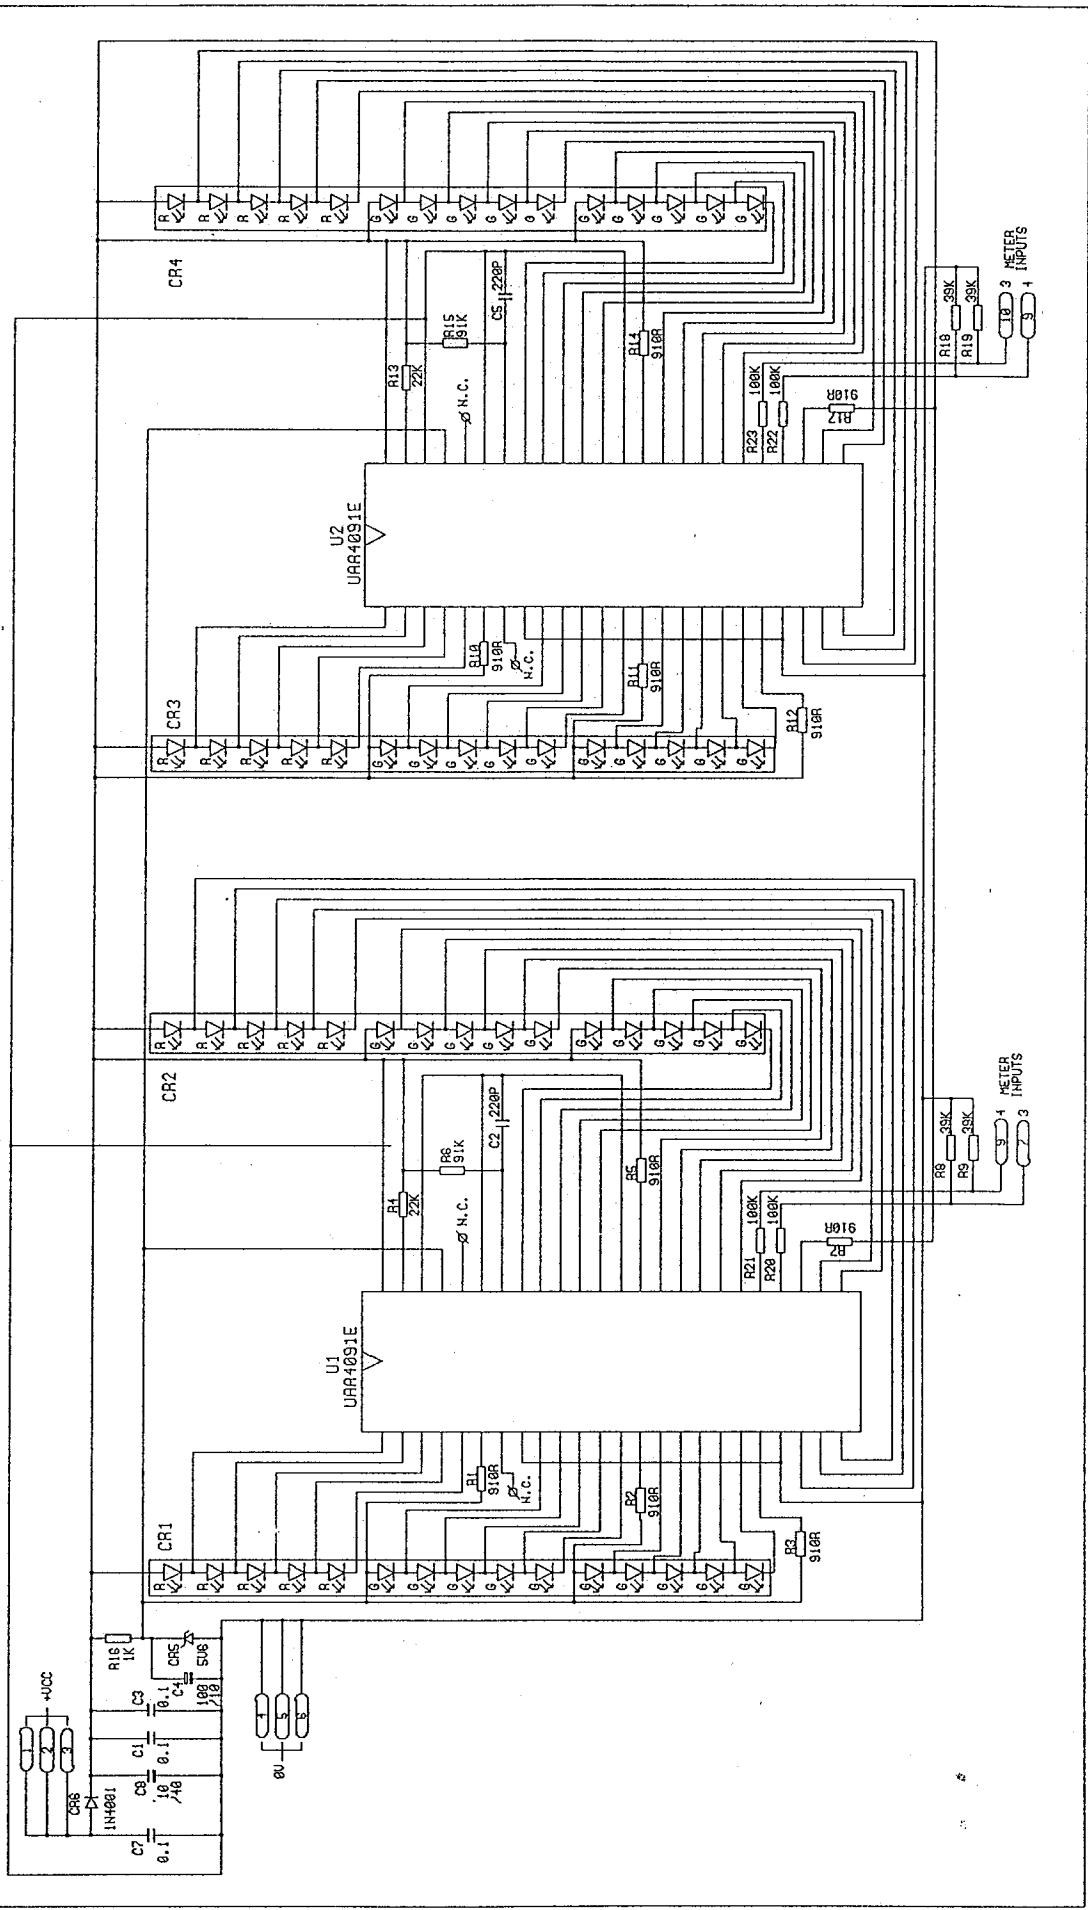 CR4
R
R
R
R
R
G
G
G
G
G
G
G
G
G
G
R13
22K
R15
91K
C5
220P
N.C.
R14
910R
R23
100K
R22
100K
R18
39K
R19
39K
10
3
9
4
METER
INPUTS
R17
910R
U2
UAA4091E
CR3
R
R
R
R
R
G
G
G
G
G
G
G
G
G
G
R10
910R
N.C.
R11
910R
R12
910R
CR2
R
R
R
R
R
G
G
G
G
G
G
G
G
G
G
R4
22K
R6
91K
C2
220P
N.C.
R5
910R
R21
100K
R20
100K
R8
39K
R9
39K
9
4
7
3
METER
INPUTS
R7
910R
U1
UAA4091E
CR1
R
R
R
R
R
G
G
G
G
G
G
G
G
G
G
R1
910R
N.C.
R2
910R
R3
910R
1
2
3
+VCC
CR6
1N4001
C7
0.1
C8
10
/40
C1
0.1
C3
0.1
C4
100
/10
CR5
5V6
R16
1K
4
5
6
0V